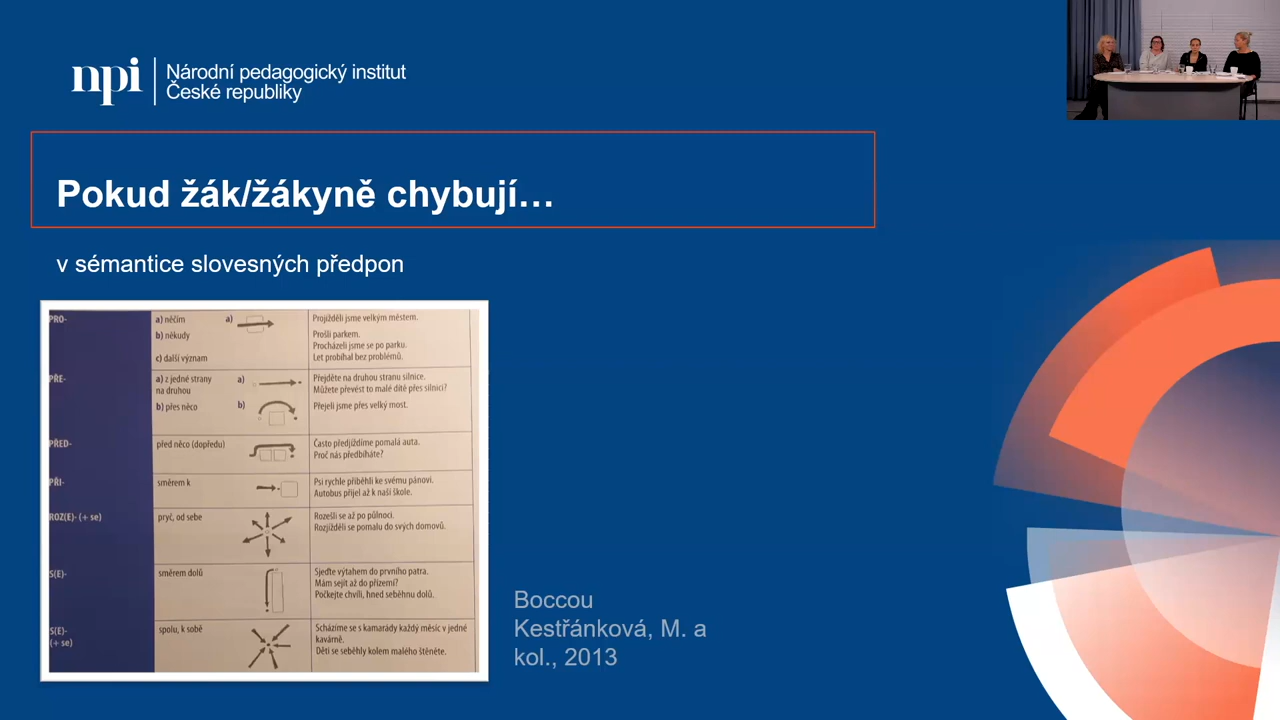 npi
Národní pedagogický institut
České republiky
Pokud žák/žákyně chybují…
v sémantice slovesných předpon
PRO-
a) něčím
a)
Projížděli jsme velkým městem.
b) někudy
Prošli parkem.
Procházeli jsme se po parku.
c) další význam
Let probíhal bez problémů.
PŘE-
a) z jedné strany
na druhou
a)
Přejděte na druhou stranu silnice.
Můžete převést to malé dítě přes silnici?
b) přes něco
b)
Přejeli jsme přes velký most.
PŘED-
před něco (dopředu)
Často předjíždíme pomalá auta.
Proč nás předbíháte?
PŘI-
směrem k
Psi rychle přiběhli ke svému pánovi.
Autobus přijel až k naší škole.
ROZ(E)- (+ se)
pryč, od sebe
Rozešli se až po půlnoci.
Rozjížděli se pomalu do svých domovů.
S(E)-
směrem dolů
Sjeďte výtahem do prvního patra.
Mám sejít až do přízemí?
Počkejte chvíli, hned seběhnu dolů.
S(E)-
(+ se)
spolu, k sobě
Scházíme se s kamarády každý měsíc v jedné
kavárně.
Děti se seběhly kolem malého štěněte.
Boccou
Kestřánková, M. a
kol., 2013